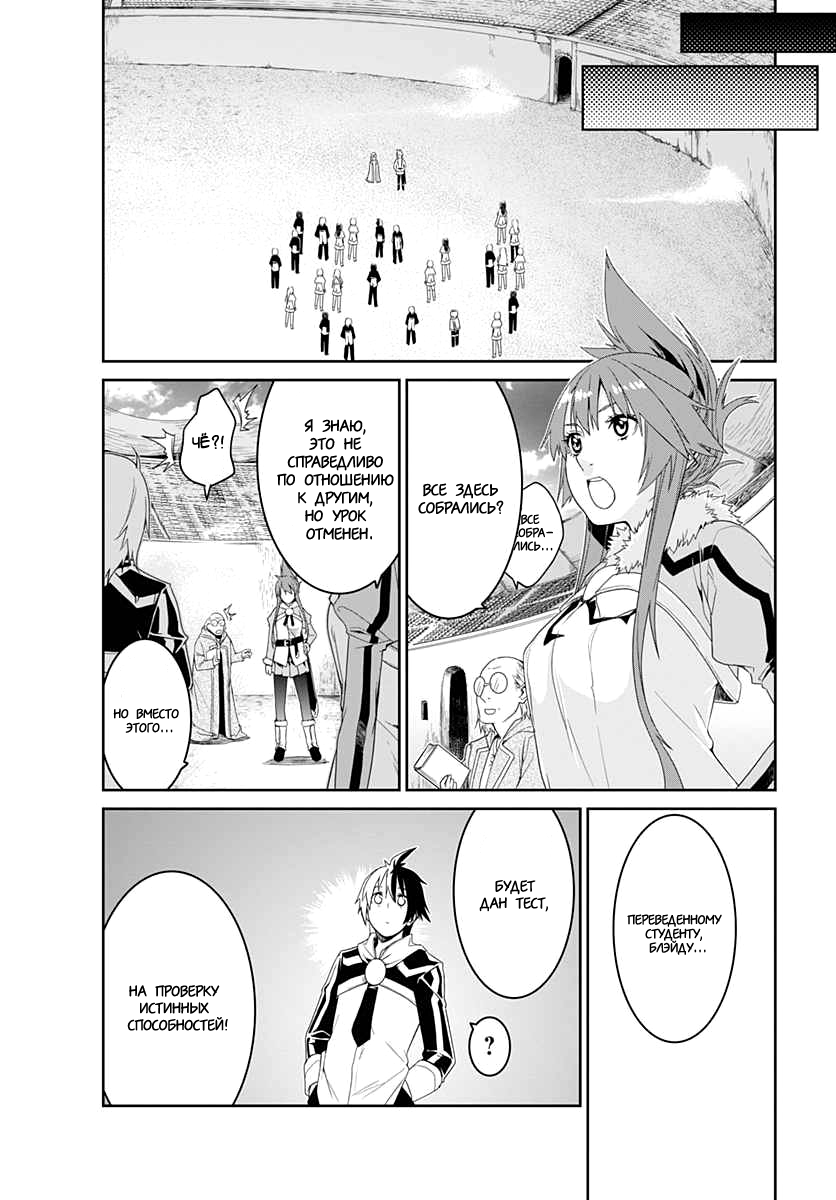 ВСЕ ЗДЕСЬ
СОБРАЛИСЬ?
ВСЕ
СОБРА-
ЛИСЬ...
Я ЗНАЮ,
ЭТО НЕ
СПРАВЕДЛИВО
ПО ОТНОШЕНИЮ
К ДРУГИМ,
НО УРОК
ОТМЕНЕН.
ЧЁ?!
НО ВМЕСТО
ЭТОГО...
ПЕРЕВЕДЕННОМУ
СТУДЕНТУ,
БЛЭЙДУ...
БУДЕТ
ДАН ТЕСТ,
?
НА ПРОВЕРКУ
ИСТИННЫХ
СПОСОБНОСТЕЙ!